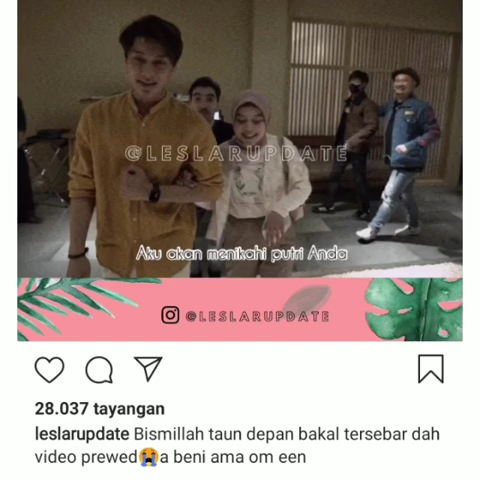 @LESLARUPDATE
Aku akan menikahi putri Anda
@LESLARUPDATE
28.037 tayangan
leslarupdate Bismillah taun depan bakal tersebar dah
video prewed😭a beni ama om een